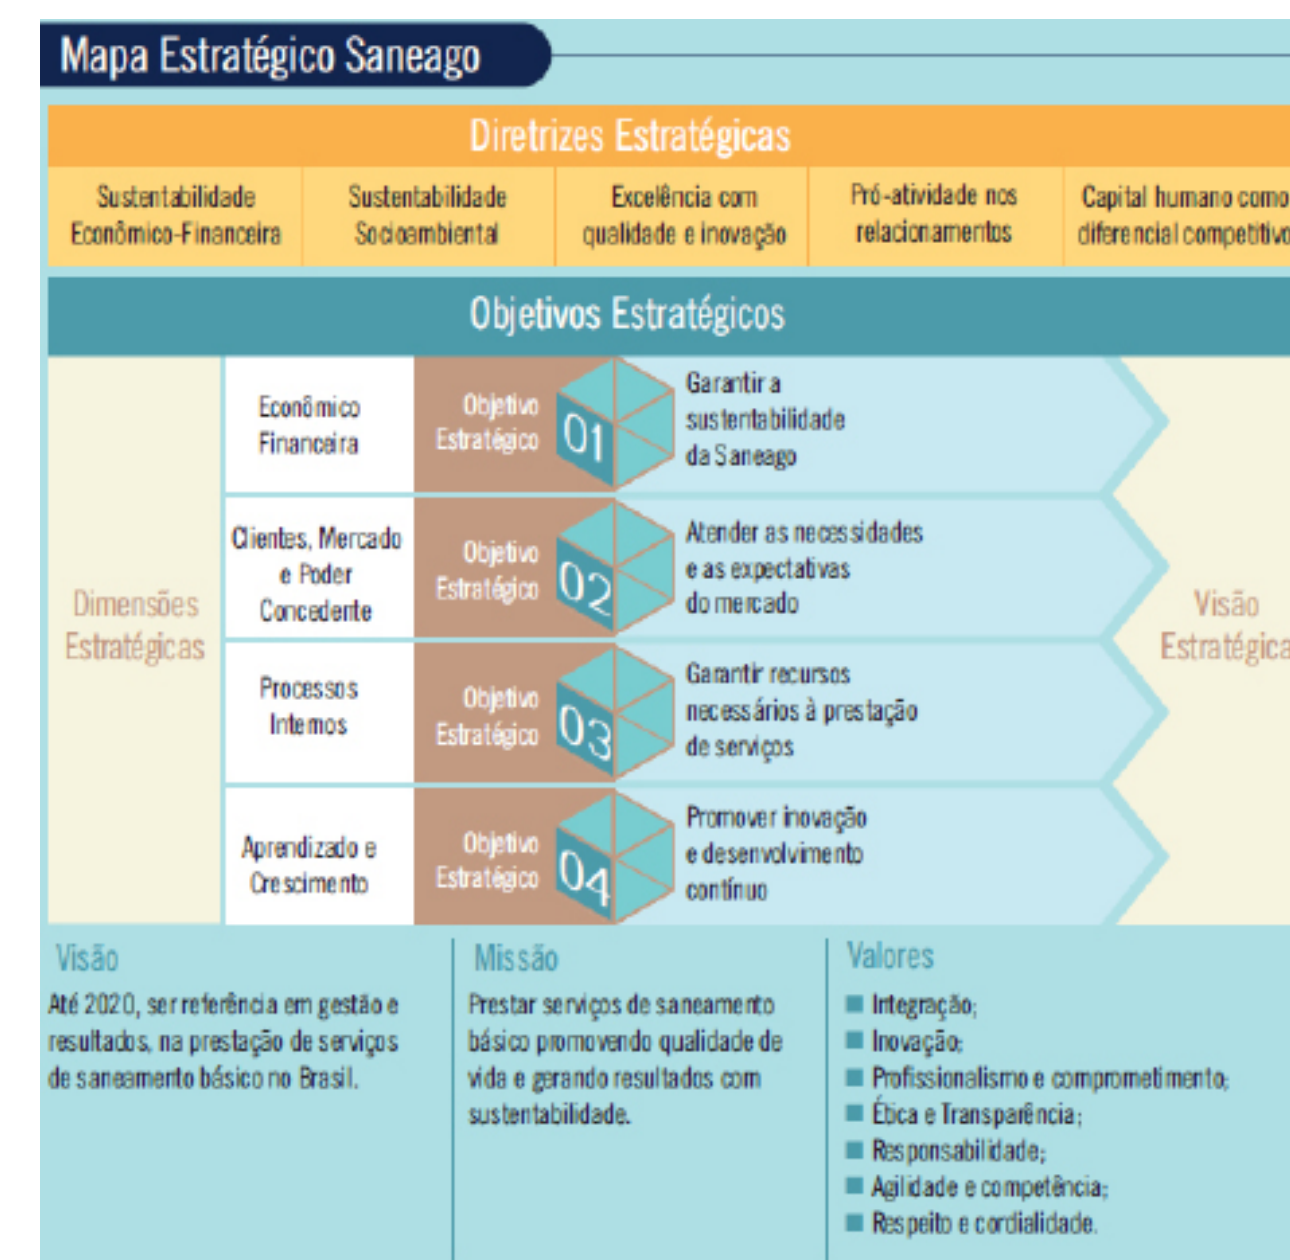 Mapa Estratégico Saneago
Diretrizes Estratégicas
Sustentabilidade
Econômico-Financeira
Sustentabilidade
Socioambiental
Excelência com
qualidade e inovação
Pró-atividade nos
relacionamentos
Capital humano como
diferencial competitivo
Objetivos Estratégicos
Dimensões
Estratégicas
Econômico
Financeira
Objetivo
Estratégico
01
Garantir a
sustentabilidade
da Saneago
Clientes, Mercado
e Poder
Concedente
Objetivo
Estratégico
02
Atender as necessidades
e as expectativas
do mercado
Processos
Internos
Objetivo
Estratégico
03
Garantir recursos
necessários à prestação
de serviços
Aprendizado e
Crescimento
Objetivo
Estratégico
04
Promover inovação
e desenvolvimento
contínuo
Visão
Estratégica
Visão
Até 2020, ser referência em gestão e
resultados, na prestação de serviços
de saneamento básico no Brasil.
Missão
Prestar serviços de saneamento
básico promovendo qualidade de
vida e gerando resultados com
sustentabilidade.
Valores
Integração;
Inovação;
Profissionalismo e comprometimento;
Ética e Transparência;
Responsabilidade;
Agilidade e competência;
Respeito e cordialidade.